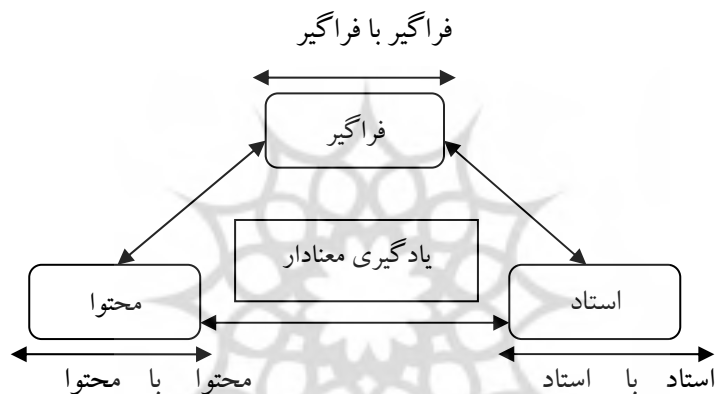 فراگیر با فراگیر
فراگیر
یادگیری معنادار
استاد
محتوا
استاد با استاد
محتوا با محتوا